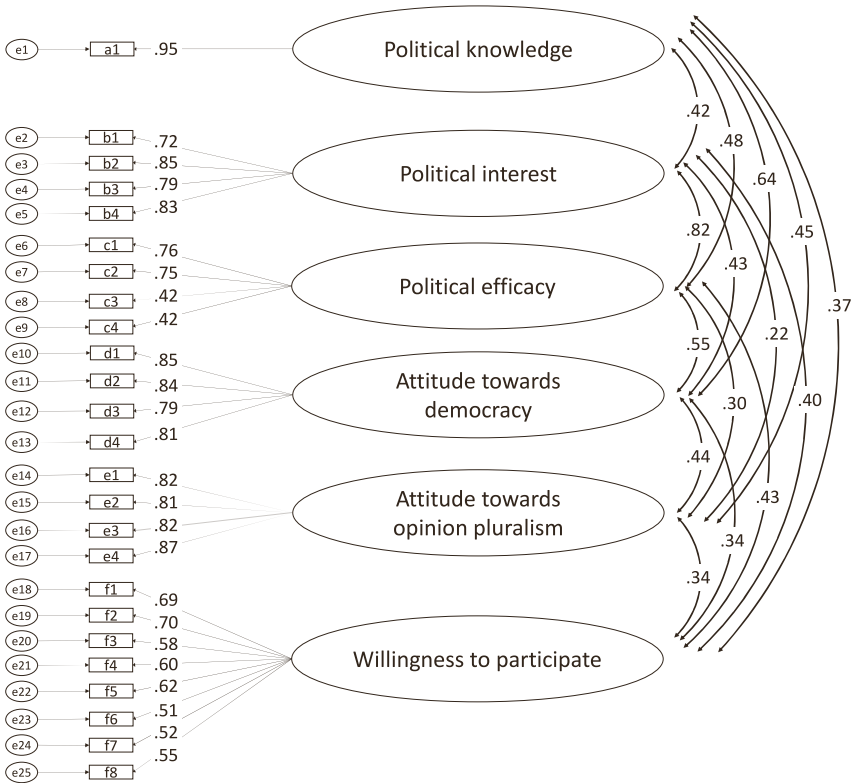 e1 a1 .95 Political knowledge
.42
e2 b1 .72
.48
e3 b2 .85 Political interest
.64
e4 b3 .79
e5 b4 .83
.82 .45
e6 c1 .76
e7 c2 .75 .43
e8 c3 .42 Political efficacy
.37
e9 c4 .42
.22
e10 d1 .85 .55
e11 d2 .84 Attitude towards
e12 d3 .79 democracy
.30 .40
e13 d4 .81
.44
e14 e1 .82
e15 e2 .81 Attitude towards
.43
e16 e3 .82 opinion pluralism
.34
e17 e4 .87
.34
e18 f1 .69
e19 f2 .70
e20 f3 .58
e21 f4 .60 Willingness to participate
e22 f5 .62
e23 f6 .51
e24 f7 .52
e25 f8 .55